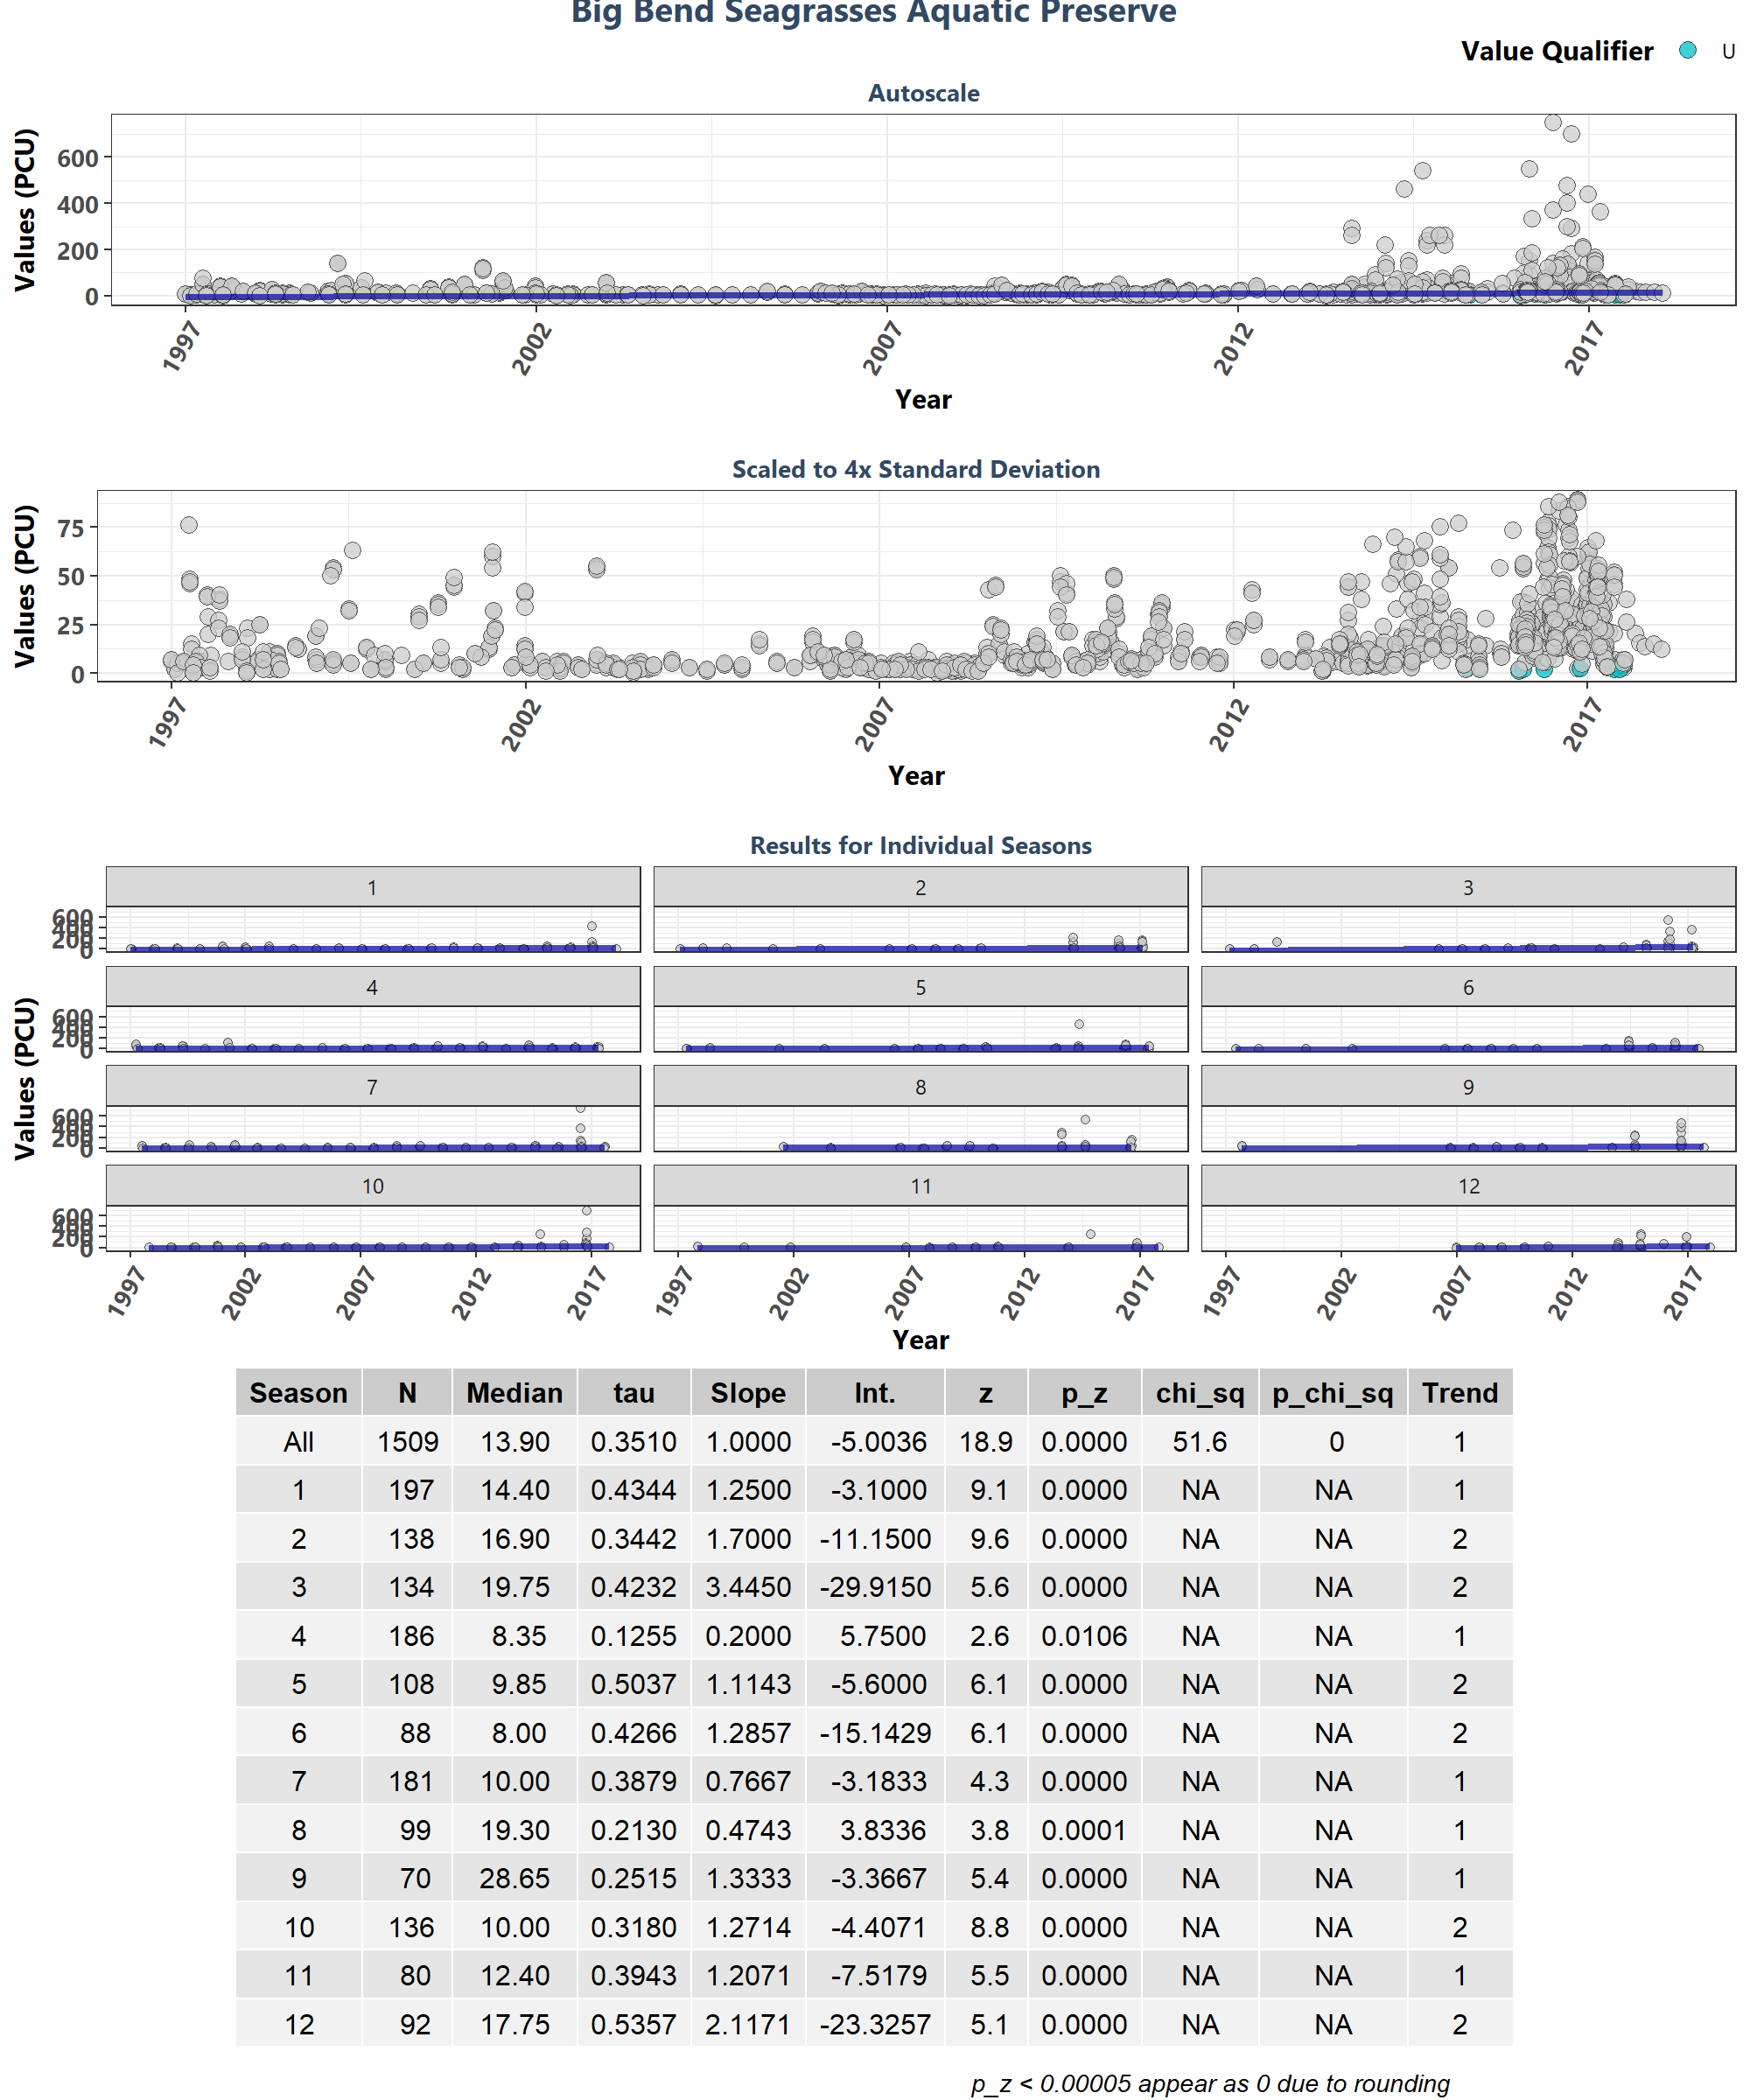 Big Bend Seagrasses Aquatic Preserve
Value Qualifier U
Autoscale
Values (PCU)
600
400
200
0
1997 2002 2007 2012 2017
Year
Scaled to 4x Standard Deviation
Values (PCU)
75
50
25
0
1997 2002 2007 2012 2017
Year
Results for Individual Seasons
Values (PCU)
1 2 3
600
400
200
0
4 5 6
600
400
200
0
7 8 9
600
400
200
0
10 11 12
600
400
200
0
1997 2002 2007 2012 2017 1997 2002 2007 2012 2017 1997 2002 2007 2012 2017
Year
Season N Median tau Slope Int. z p_z chi_sq p_chi_sq Trend
All 1509 13.90 0.3510 1.0000 -5.0036 18.9 0.0000 51.6 0 1
1 197 14.40 0.4344 1.2500 -3.1000 9.1 0.0000 NA NA 1
2 138 16.90 0.3442 1.7000 -11.1500 9.6 0.0000 NA NA 2
3 134 19.75 0.4232 3.4450 -29.9150 5.6 0.0000 NA NA 2
4 186 8.35 0.1255 0.2000 5.7500 2.6 0.0106 NA NA 1
5 108 9.85 0.5037 1.1143 -5.6000 6.1 0.0000 NA NA 2
6 88 8.00 0.4266 1.2857 -15.1429 6.1 0.0000 NA NA 2
7 181 10.00 0.3879 0.7667 -3.1833 4.3 0.0000 NA NA 1
8 99 19.30 0.2130 0.4743 3.8336 3.8 0.0001 NA NA 1
9 70 28.65 0.2515 1.3333 -3.3667 5.4 0.0000 NA NA 1
10 136 10.00 0.3180 1.2714 -4.4071 8.8 0.0000 NA NA 2
11 80 12.40 0.3943 1.2071 -7.5179 5.5 0.0000 NA NA 1
12 92 17.75 0.5357 2.1171 -23.3257 5.1 0.0000 NA NA 2
p_z < 0.00005 appear as 0 due to rounding